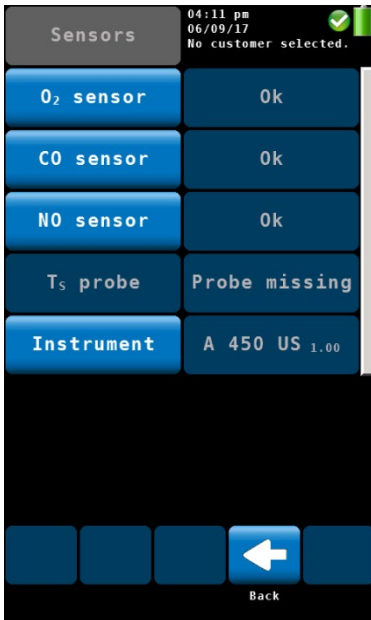 Sensors
04:11 pm
06/09/17
No customer selected.
O₂ sensor
Ok
CO sensor
Ok
NO sensor
Ok
Tₛ probe
Probe missing
Instrument
A 450 US 1.00
Back